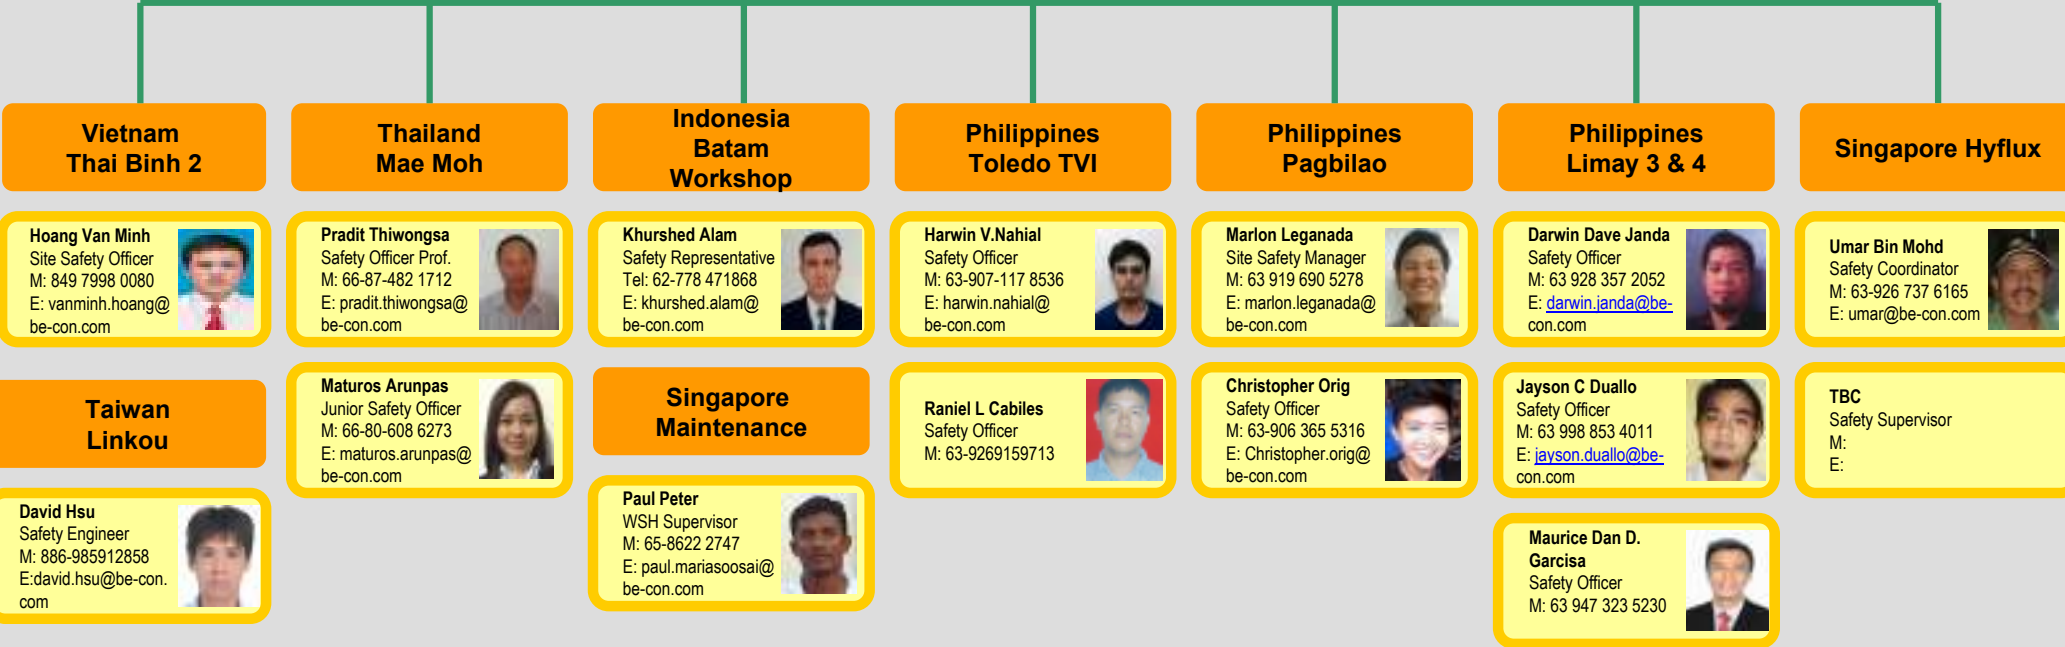 Vietnam
Thai Binh 2
Hoang Van Minh
Site Safety Officer
M: 849 7998 0080
E: vanminh.hoang@
be-con.com
Taiwan
Linkou
David Hsu
Safety Engineer
M: 886-985912858
E:david.hsu@be-con.
com
Thailand
Mae Moh
Pradit Thiwongsa
Safety Officer Prof.
M: 66-87-482 1712
E: pradit.thiwongsa@
be-con.com
Maturos Arunpas
Junior Safety Officer
M: 66-80-608 6273
E: maturos.arunpas@
be-con.com
Indonesia
Batam
Workshop
Khurshed Alam
Safety Representative
Tel: 62-778 471868
E: khurshed.alam@
be-con.com
Singapore
Maintenance
Paul Peter
WSH Supervisor
M: 65-8622 2747
E: paul.mariasoosai@
be-con.com
Philippines
Toledo TVI
Harwin V.Nahial
Safety Officer
M: 63-907-117 8536
E: harwin.nahial@
be-con.com
Raniel L Cabiles
Safety Officer
M: 63-9269159713
Philippines
Pagbilao
Marlon Leganada
Site Safety Manager
M: 63 919 690 5278
E: marlon.leganada@
be-con.com
Christopher Orig
Safety Officer
M: 63-906 365 5316
E: Christopher.orig@
be-con.com
Philippines
Limay 3 & 4
Darwin Dave Janda
Safety Officer
M: 63 928 357 2052
E: darwin.janda@be-
con.com
Jayson C Duallo
Safety Officer
M: 63 998 853 4011
E: jayson.duallo@be-
con.com
Maurice Dan D.
Garcisa
Safety Officer
M: 63 947 323 5230
Singapore Hyflux
Umar Bin Mohd
Safety Coordinator
M: 63-926 737 6165
E: umar@be-con.com
TBC
Safety Supervisor
M:
E: